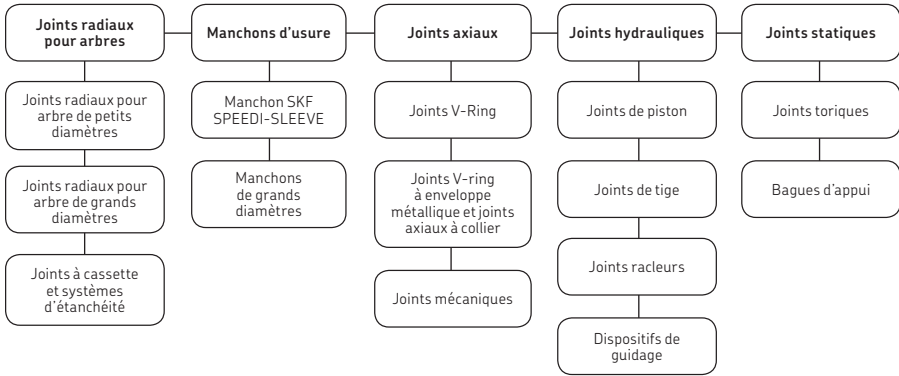 Joints radiaux
pour arbres
Manchons d'usure
Joints axiaux
Joints hydrauliques
Joints statiques
Joints radiaux pour
arbre de petits
diamètres
Manchon SKF
SPEEDI-SLEEVE
Joints V-Ring
Joints de piston
Joints toriques
Joints radiaux pour
arbre de grands
diamètres
Manchons
de grands
diamètres
Joints V-ring
à enveloppe
métallique et joints
axiaux à collier
Joints de tige
Bagues d'appui
Joints à cassette
et systèmes
d'étanchéité
Joints mécaniques
Joints racleurs
Dispositifs de
guidage